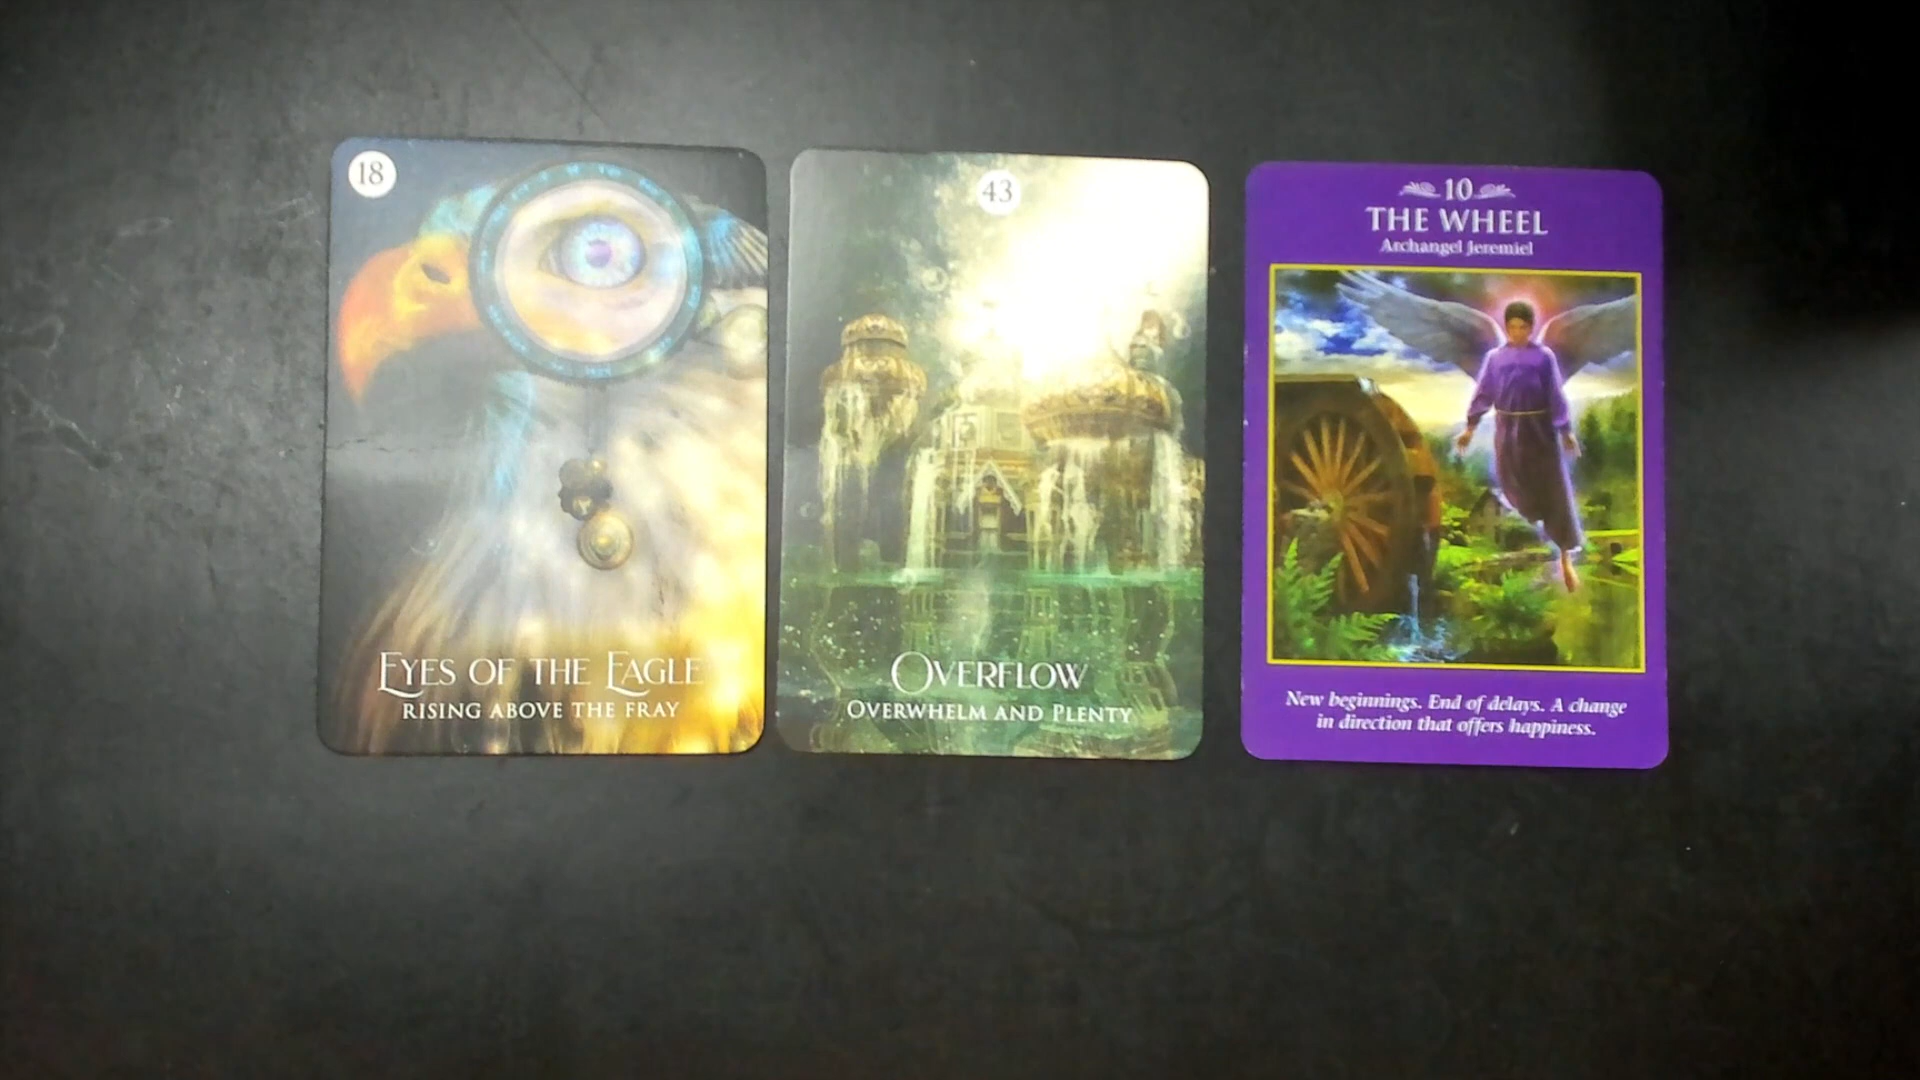 18
EYES OF THE EAGLE
RISING ABOVE THE FRAY
43
OVERFLOW
OVERWHELM AND PLENTY
10
THE WHEEL
Archangel Jeremiel
New beginnings. End of delays. A change
in direction that offers happiness.